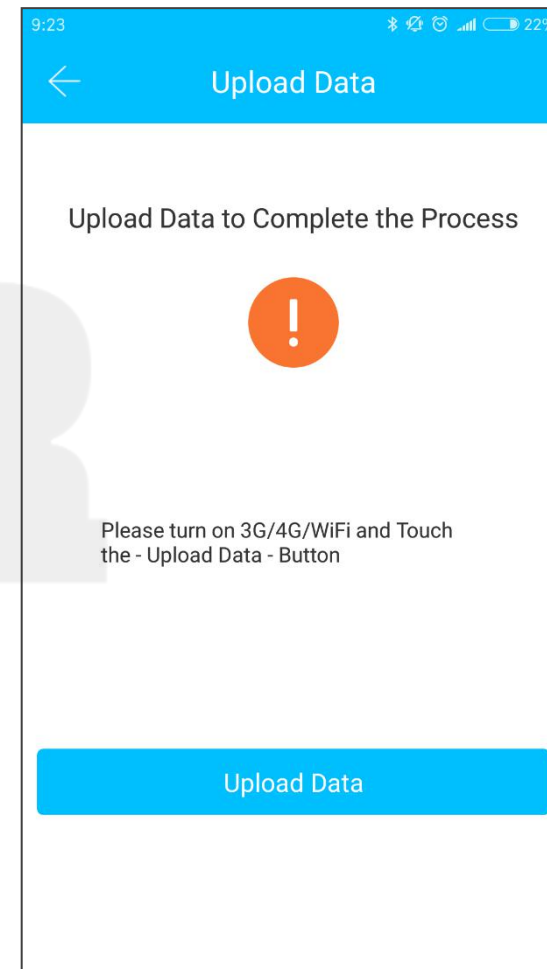 9:23
22%
Upload Data
Upload Data to Complete the Process
!
Please turn on 3G/4G/WiFi and Touch
the - Upload Data - Button
Upload Data